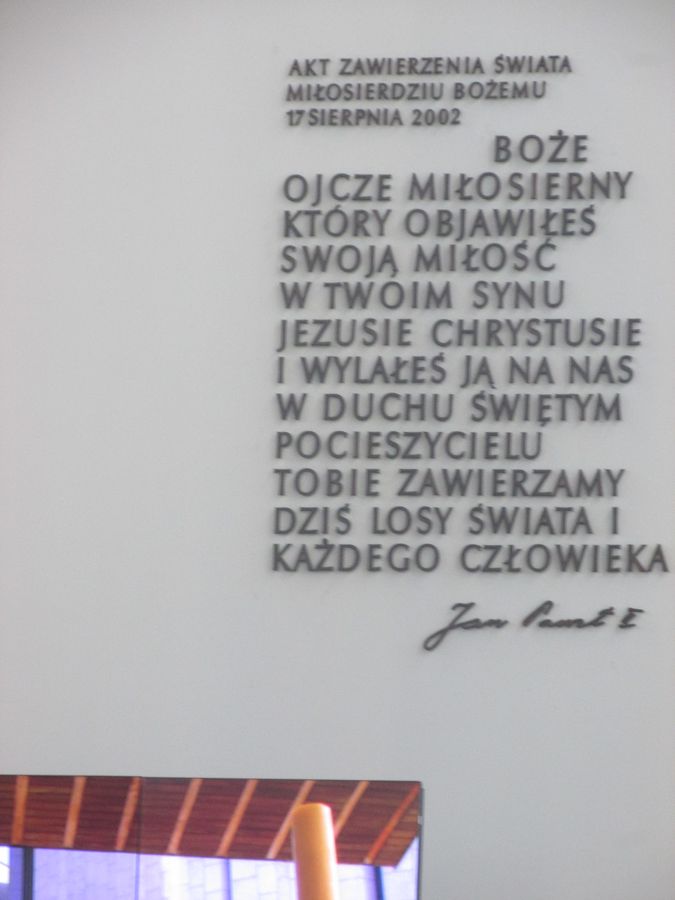 AKT ZAWIERZENIA ŚWIATA
MIŁOSIERDZIU BOŻEMU
17 SIERPNIA 2002
BOŻE
OJCZE MIŁOSIERNY
KTÓRY OBJAWIŁEŚ
SWOJĄ MIŁOŚĆ
W TWOIM SYNU
JEZUSIE CHRYSTUSIE
I WYLAŁEŚ JĄ NA NAS
W DUCHU ŚWIĘTYM
POCIESZYCIELU
TOBIE ZAWIERZAMY
DZIŚ LOSY ŚWIATA I
KAŻDEGO CZŁOWIEKA
Jan Paweł II